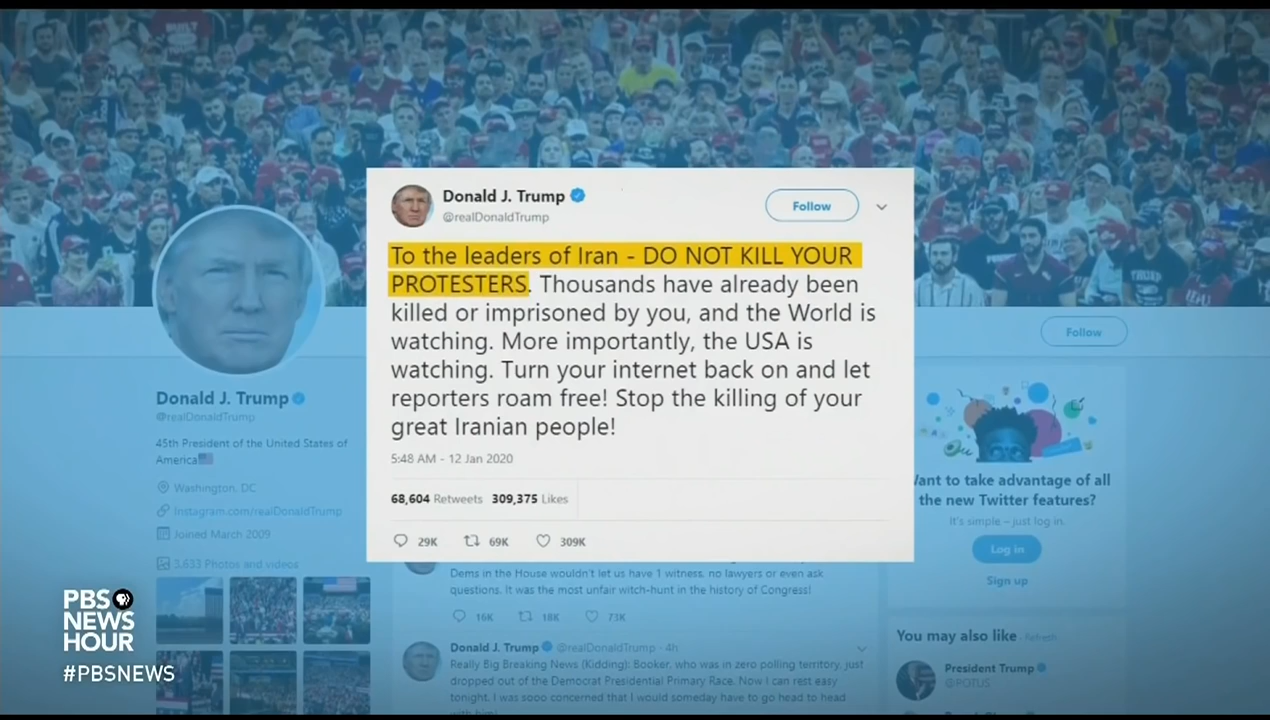 Donald J. Trump
@realDonaldTrump
Follow
To the leaders of Iran - DO NOT KILL YOUR
PROTESTERS. Thousands have already been
killed or imprisoned by you, and the World is
watching. More importantly, the USA is
watching. Turn your internet back on and let
reporters roam free! Stop the killing of your
great Iranian people!
5:48 AM - 12 Jan 2020
68,604 Retweets 309,375 Likes
29K 69K 309K
Donald J. Trump
@realDonaldTrump
45th President of the United States of
America
Washington, DC
Instagram.com/realDonaldTrump
Joined March 2009
3,633 Photos and videos
Follow
Want to take advantage of all
the new Twitter features?
It's simple – just log in.
Log in
Sign up
You may also like · Refresh
President Trump
@POTUS
Dems in the House wouldn't let us have 1 witness, no lawyers or even ask
questions. It was the most unfair witch-hunt in the history of Congress!
16K 18K 73K
Donald J. Trump @realDonaldTrump · 4h
Really Big Breaking News (Kidding): Booker, who was in zero polling territory, just
dropped out of the Democrat Presidential Primary Race. Now I can rest easy
tonight. I was sooo concerned that I would someday have to go head to head
with him!
PBS
NEWS
HOUR
#PBSNEWS